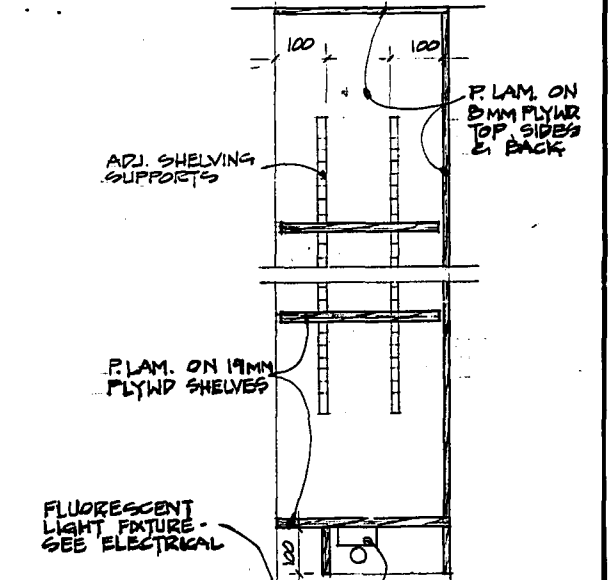 100
100
P. LAM. ON
8MM PLYWD
TOP, SIDES
& BACK
ADJ. SHELVING
SUPPORTS
P. LAM. ON 19MM
PLYWD SHELVES
FLUORESCENT
LIGHT FIXTURE -
SEE ELECTRICAL
100